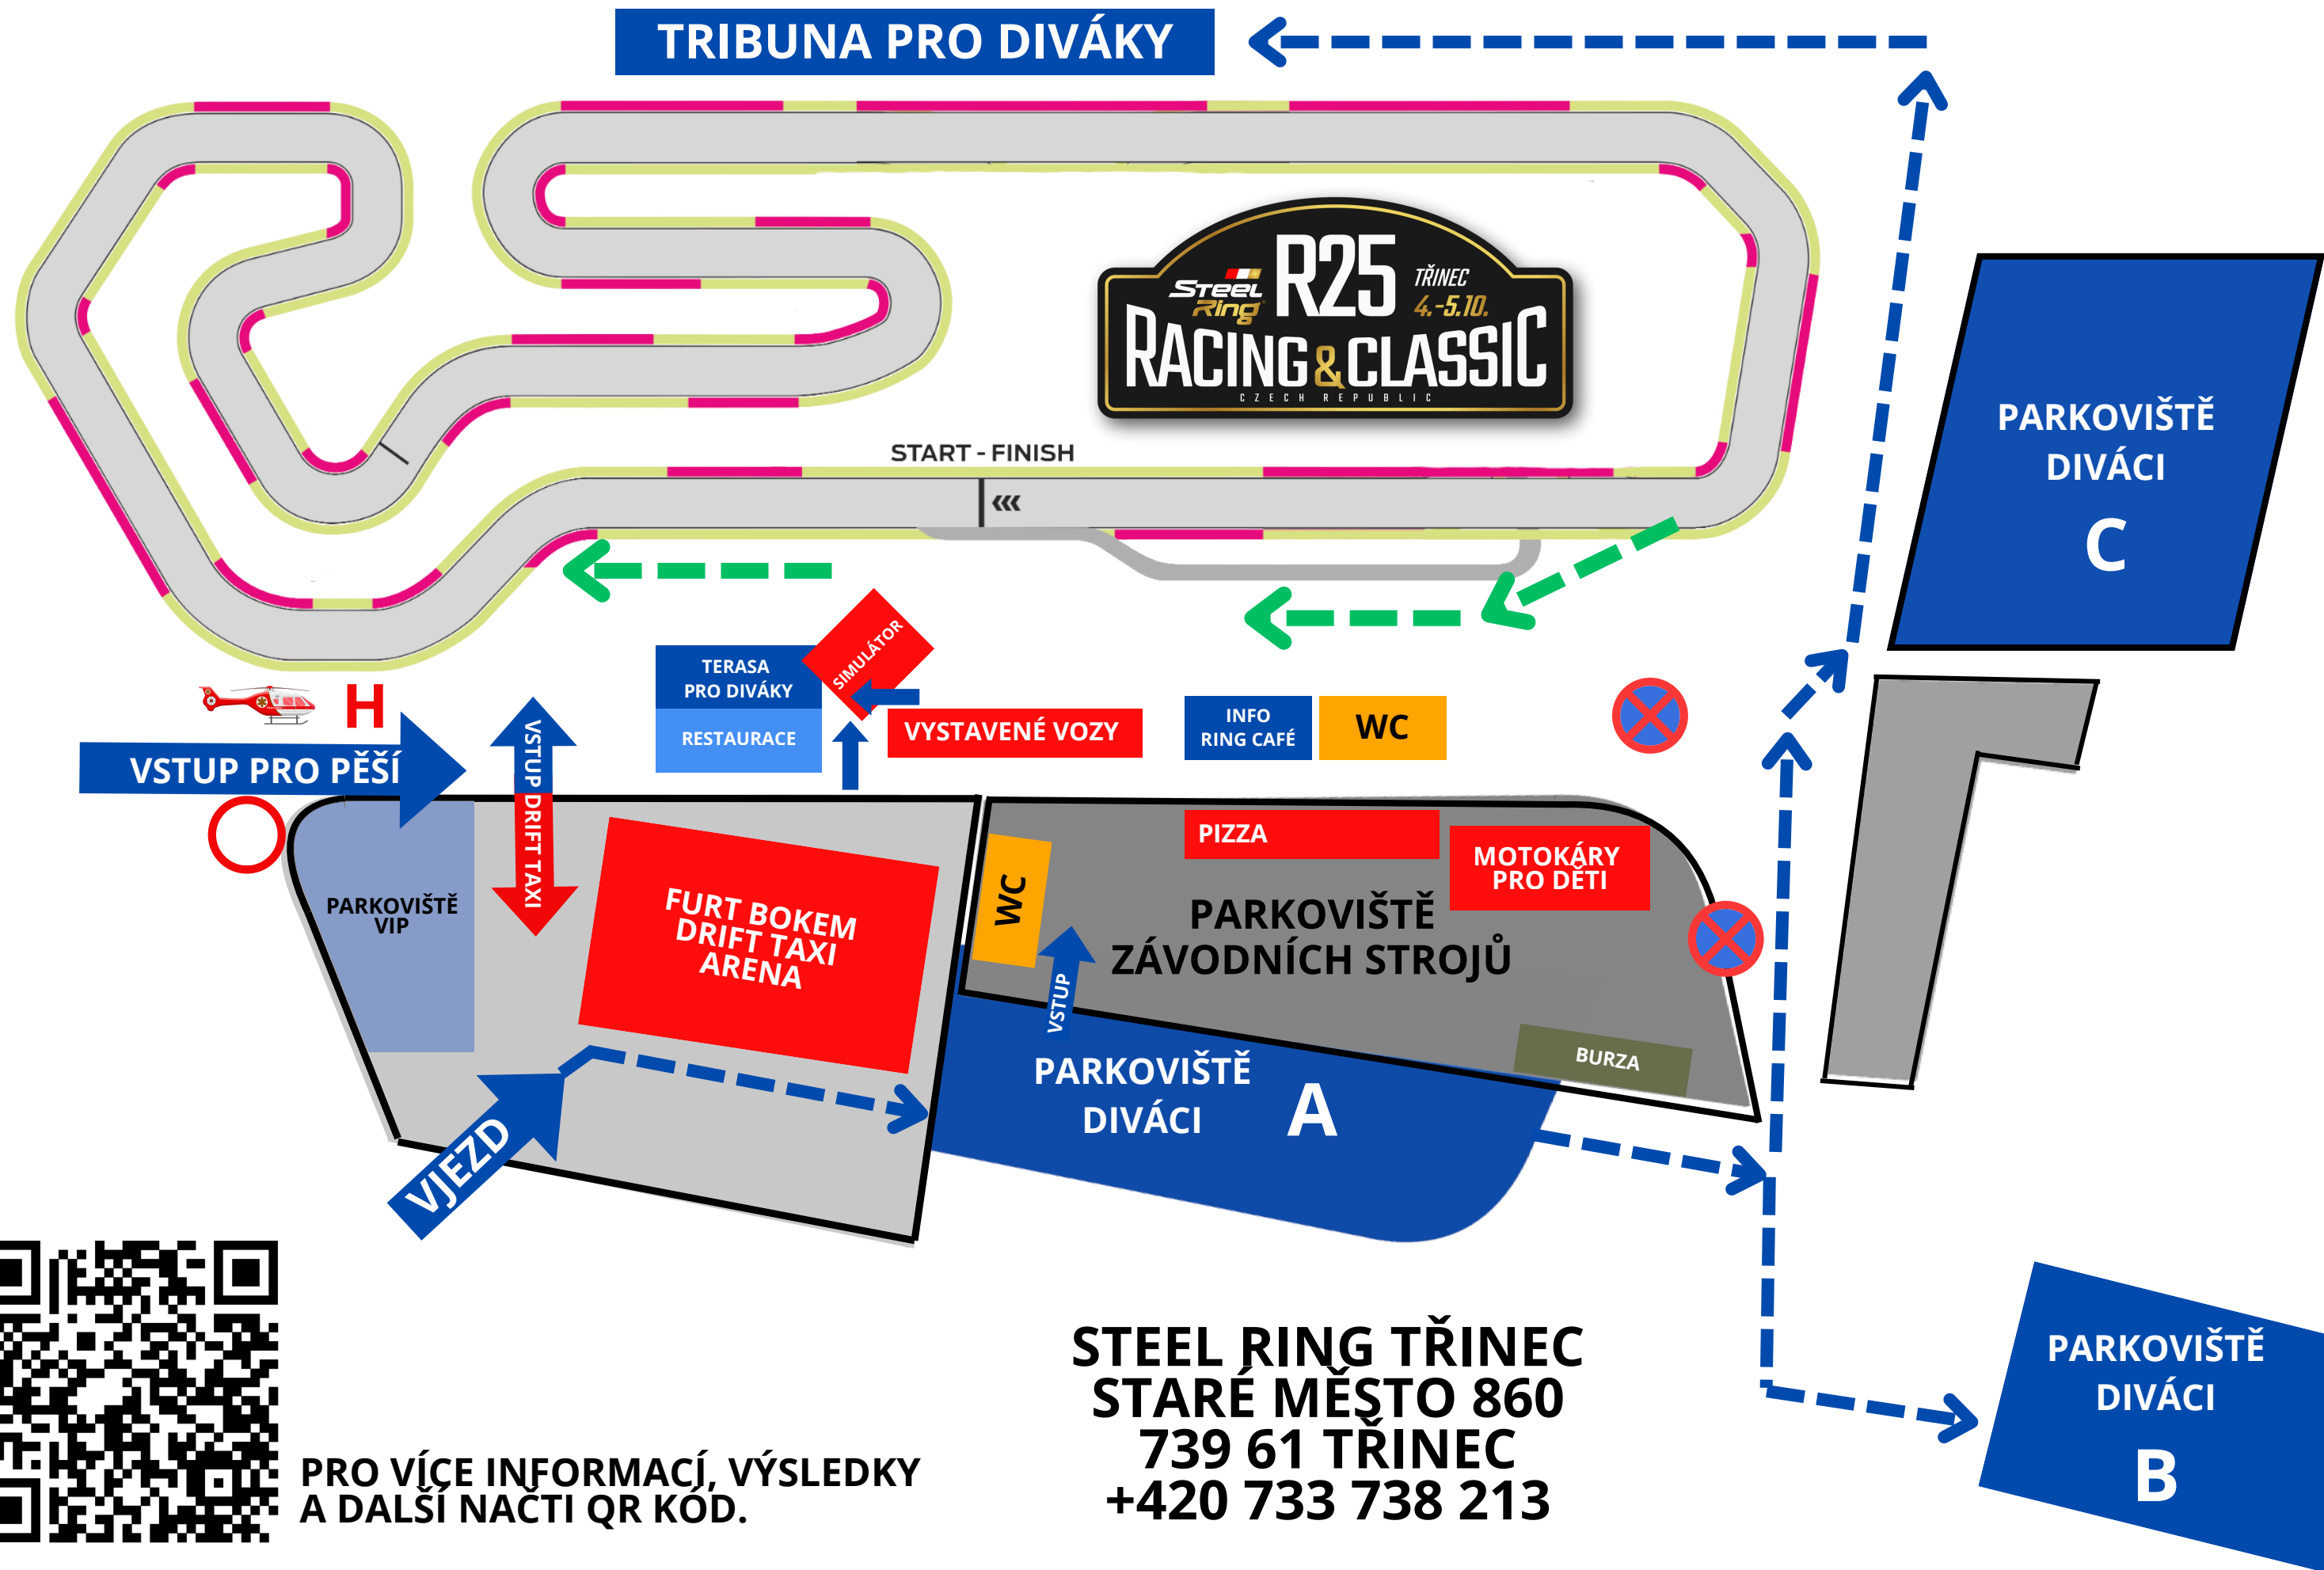 TRIBUNA PRO DIVÁKY
STEEL
Ring
R25
TŘINEC
4.-5.10.
RACING&CLASSIC
CZECH REPUBLIC
START - FINISH
PARKOVIŠTĚ
DIVÁCI
C
SIMULÁTOR
TERASA
PRO DIVÁKY
RESTAURACE
VYSTAVENÉ VOZY
INFO
RING CAFÉ
WC
H
VSTUP PRO PĚŠÍ
VSTUP DRIFT TAXI
PARKOVIŠTĚ
VIP
FURT BOKEM
DRIFT TAXI
ARENA
WC
PIZZA
MOTOKÁRY
PRO DĚTI
PARKOVIŠTĚ
ZÁVODNÍCH STROJŮ
VSTUP
BURZA
PARKOVIŠTĚ
DIVÁCI
A
VJEZD
PARKOVIŠTĚ
DIVÁCI
B
STEEL RING TŘINEC
STARÉ MĚSTO 860
739 61 TŘINEC
+420 733 738 213
PRO VÍCE INFORMACÍ, VÝSLEDKY
A DALŠÍ NAČTI QR KÓD.